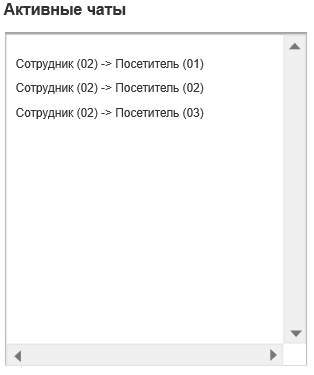 Активные чаты
Сотрудник (02) -> Посетитель (01)
Сотрудник (02) -> Посетитель (02)
Сотрудник (02) -> Посетитель (03)